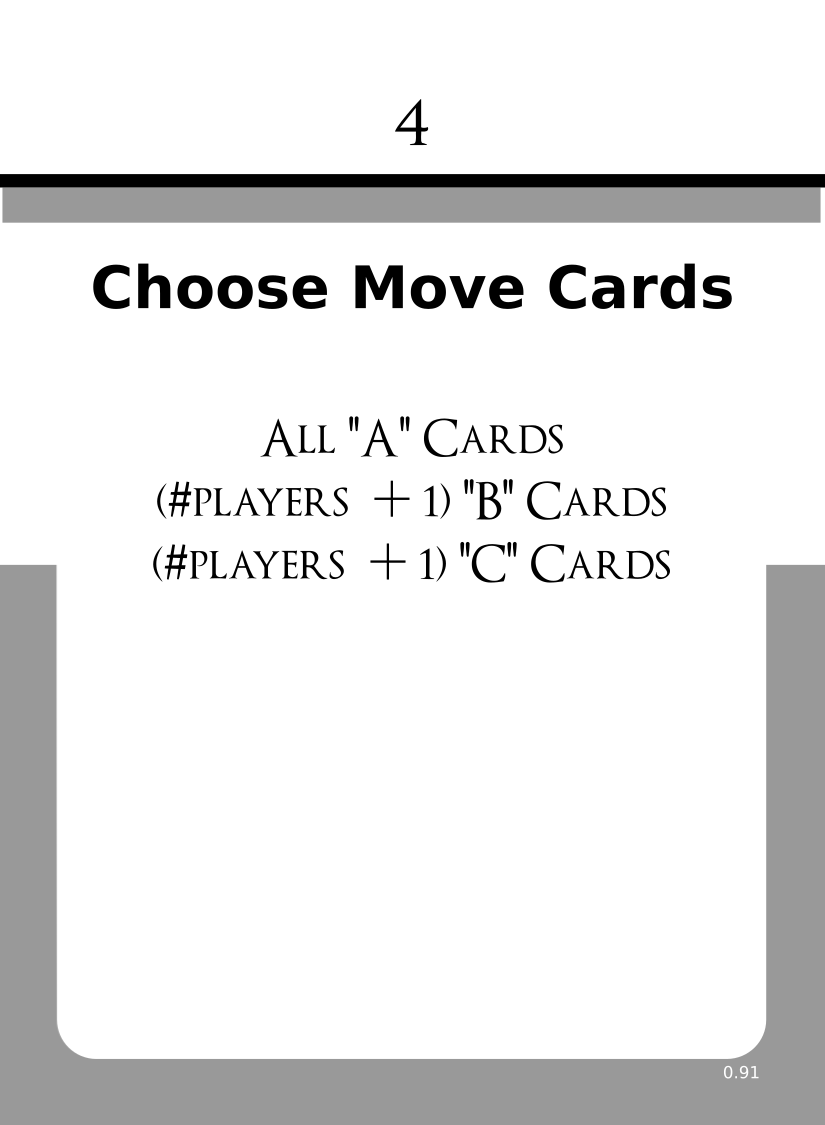 4
Choose Move Cards
All "A" Cards
(#players + 1) "B" Cards
(#players + 1) "C" Cards
0.91